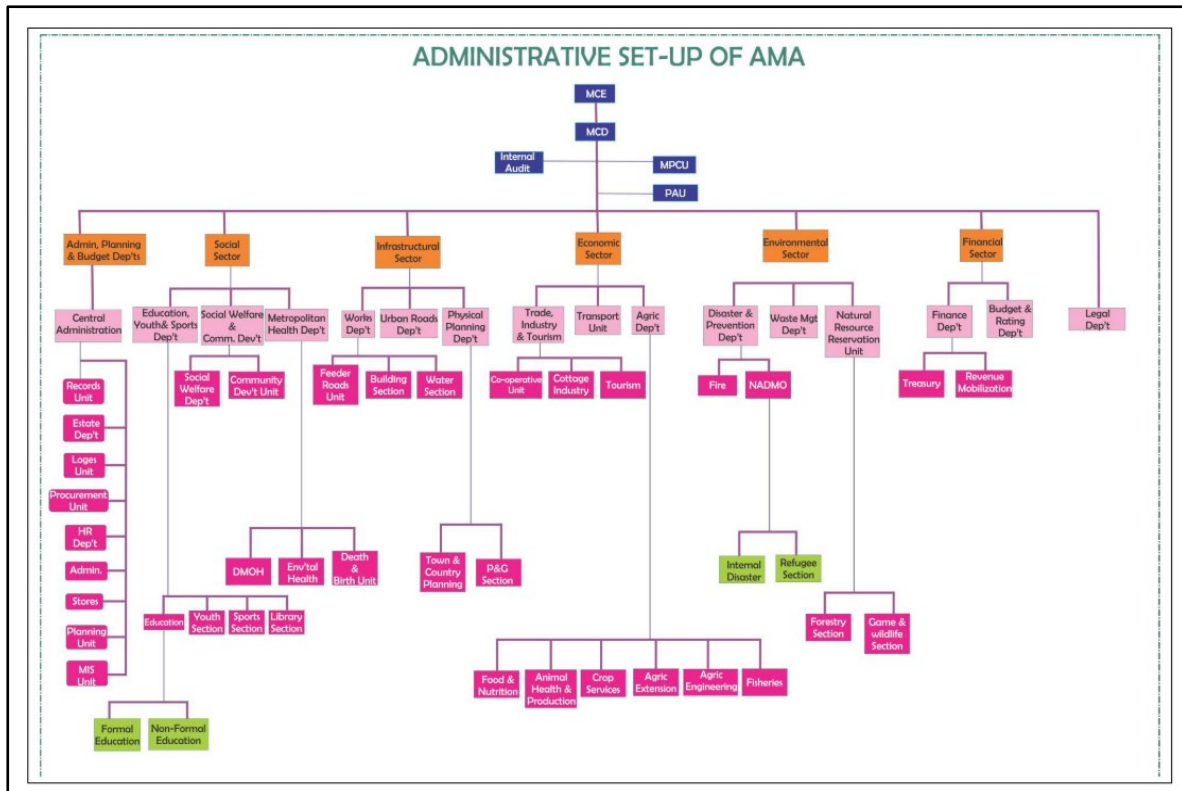 ADMINISTRATIVE SET-UP OF AMA
MCE
MCD
Internal
Audit
MPCU
PAU
Admin, Planning
& Budget Dep'ts
Social
Sector
Infrastructural
Sector
Economic
Sector
Environmental
Sector
Financial
Sector
Central
Administration
Education,
Youth& Sports
Dep't
Social Welfare
&
Comm. Dev't
Metropolitan
Health Dep't
Works
Dep't
Urban Roads
Dep't
Physical
Planning
Dep't
Trade,
Industry
& Tourism
Transport
Unit
Agric
Dep't
Disaster &
Prevention
Dep't
Waste Mgt
Dep't
Natural
Resource
Reservation
Unit
Finance
Dep't
Budget &
Rating Dep't
Legal
Dep't
Records
Unit
Estate
Dep't
Loges
Unit
Procurement
Unit
HR
Dep't
Admin.
Stores
Planning
Unit
MIS
Unit
Social
Welfare
Dep't
Community
Dev't Unit
Feeder
Roads
Unit
Building
Section
Water
Section
Co-operative
Unit
Cottage
Industry
Tourism
Fire
NADMO
Treasury
Revenue
Mobilization
DMOH
Env'tal
Health
Death
&
Birth Unit
Town &
Country
Planning
P&G
Section
Internal
Disaster
Refugee
Section
Education
Youth
Section
Sports
Section
Library
Section
Forestry
Section
Game &
wildlife
Section
Food &
Nutrition
Animal
Health &
Production
Crop
Services
Agric
Extension
Agric
Engineering
Fisheries
Formal
Education
Non-Formal
Education